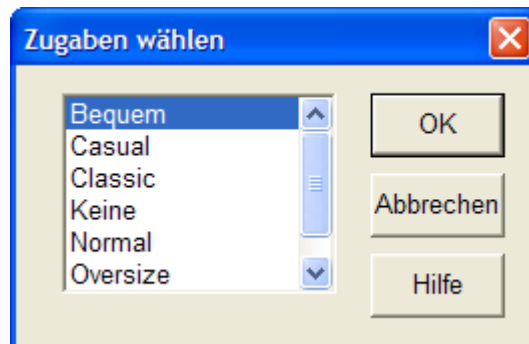 Zugaben wählen
Bequem
Casual
Classic
Keine
Normal
Oversize
OK
Abbrechen
Hilfe